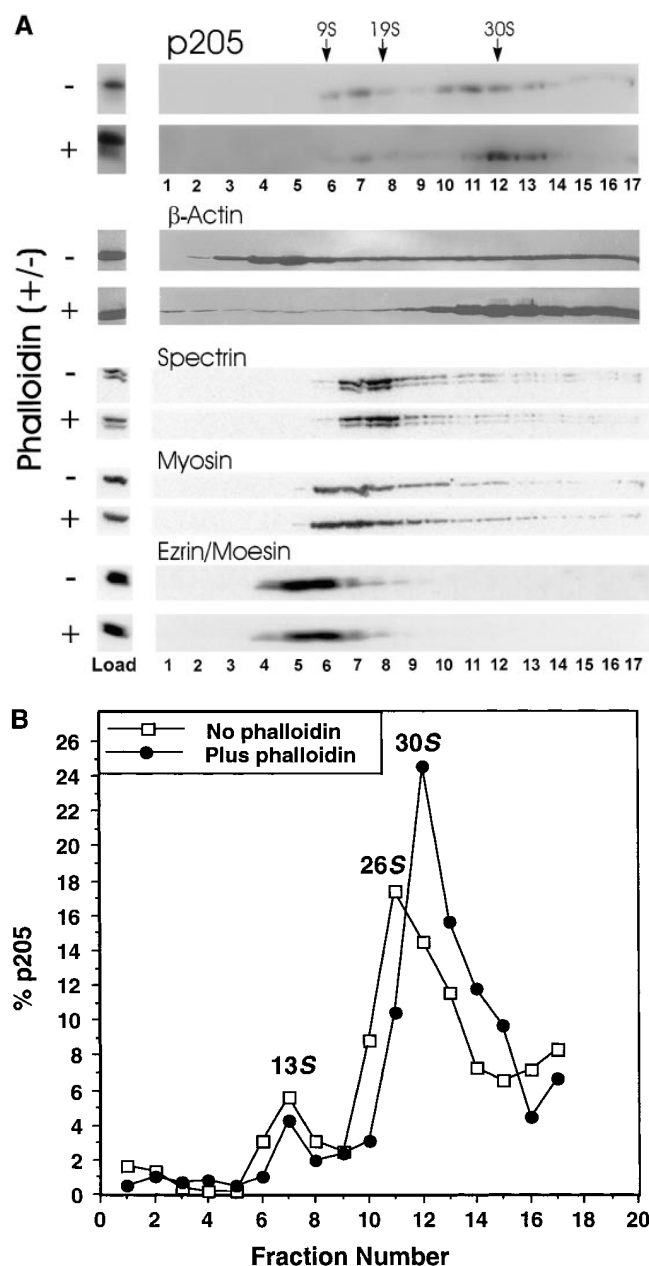 A
p205
9S 19S 30S
-
+
1 2 3 4 5 6 7 8 9 10 11 12 13 14 15 16 17
β-Actin
-
+
Spectrin
-
+
Myosin
-
+
Ezrin/Moesin
-
+
Phalloidin (+/-)
Load 1 2 3 4 5 6 7 8 9 10 11 12 13 14 15 16 17
B
No phalloidin
Plus phalloidin
30S
26S
13S
% p205
26
24
22
20
18
16
14
12
10
8
6
4
2
0
0 2 4 6 8 10 12 14 16 18 20
Fraction Number